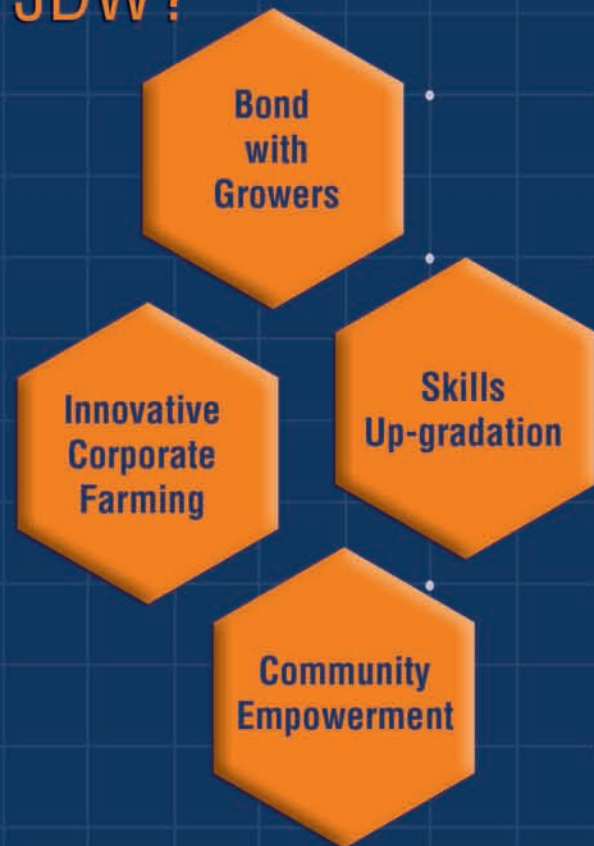 JDW?
Bond
with
Growers
Innovative
Corporate
Farming
Skills
Up-gradation
Community
Empowerment